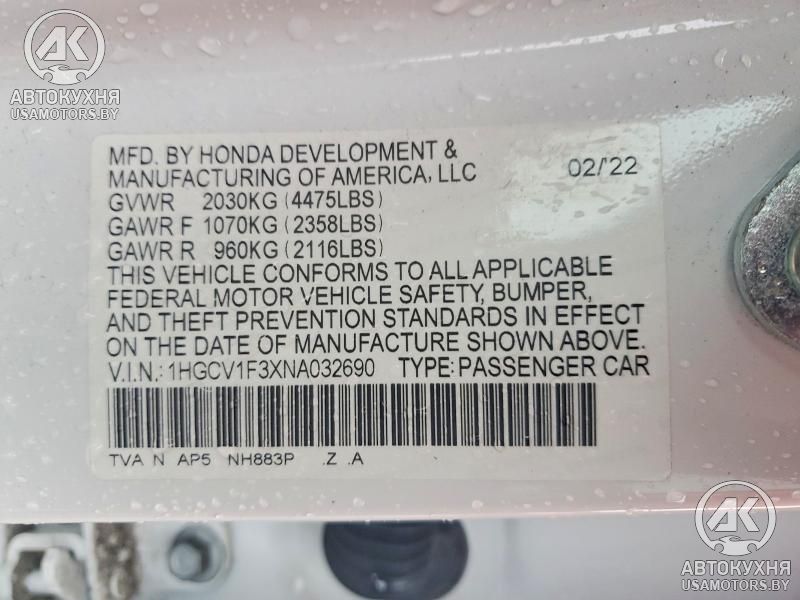 AK
АВТОКУХНЯ
USAMOTORS.BY
MFD. BY HONDA DEVELOPMENT &
MANUFACTURING OF AMERICA, LLC 02/22
GVWR 2030KG (4475LBS)
GAWR F 1070KG (2358LBS)
GAWR R 960KG (2116LBS)
THIS VEHICLE CONFORMS TO ALL APPLICABLE
FEDERAL MOTOR VEHICLE SAFETY, BUMPER,
AND THEFT PREVENTION STANDARDS IN EFFECT
ON THE DATE OF MANUFACTURE SHOWN ABOVE.
V.I.N.: 1HGCV1F3XNA032690 TYPE: PASSENGER CAR
TVA N AP5 NH883P .Z .A
AK
АВТОКУХНЯ
USAMOTORS.BY